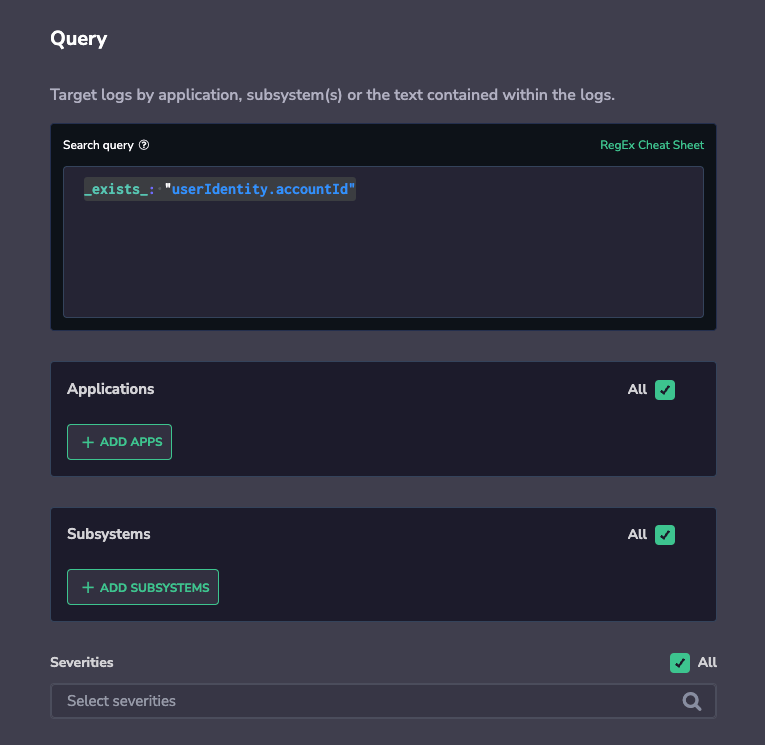 Query
Target logs by application, subsystem(s) or the text contained within the logs.
Search query ? RegEx Cheat Sheet
_exists_: "userIdentity.accountId"
Applications All
+ ADD APPS
Subsystems All
+ ADD SUBSYSTEMS
Severities All
Select severities